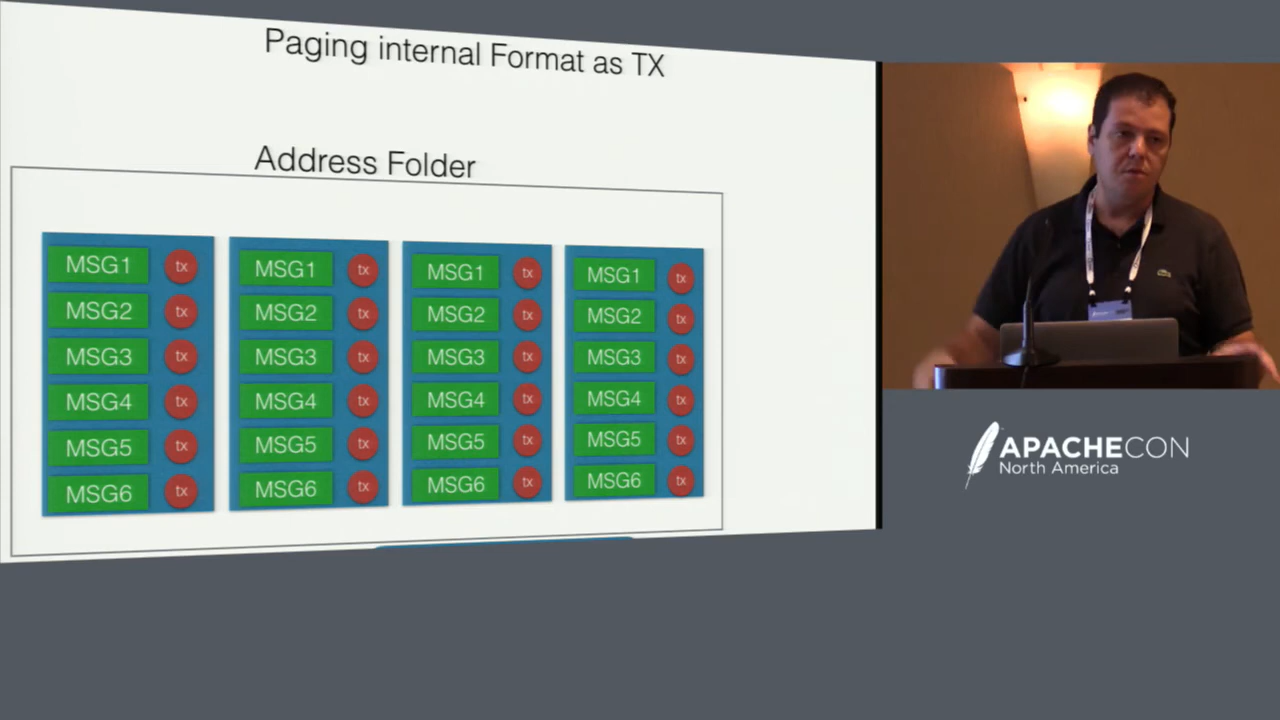 Paging internal Format as TX
Address Folder
MSG1 tx MSG1 tx MSG1 tx MSG1 tx
MSG2 tx MSG2 tx MSG2 tx MSG2 tx
MSG3 tx MSG3 tx MSG3 tx MSG3 tx
MSG4 tx MSG4 tx MSG4 tx MSG4 tx
MSG5 tx MSG5 tx MSG5 tx MSG5 tx
MSG6 tx MSG6 tx MSG6 tx MSG6 tx
APACHECON
North America